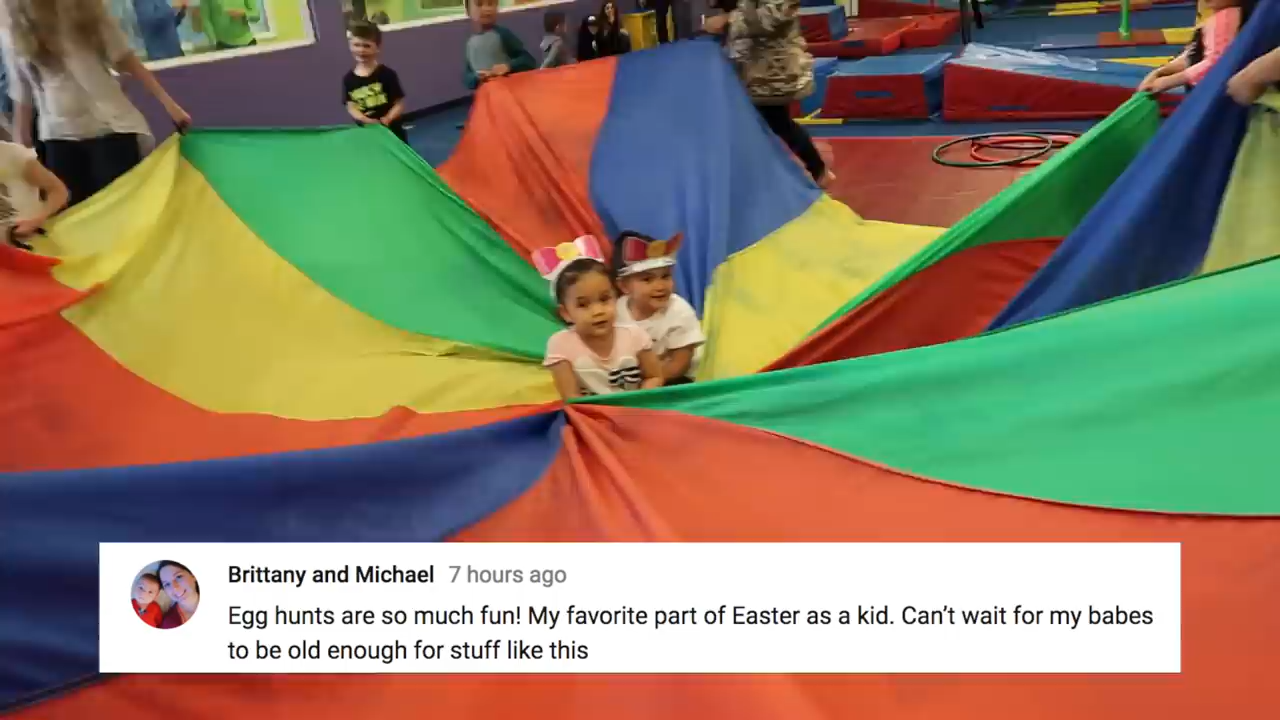 Brittany and Michael 7 hours ago
Egg hunts are so much fun! My favorite part of Easter as a kid. Can’t wait for my babes
to be old enough for stuff like this